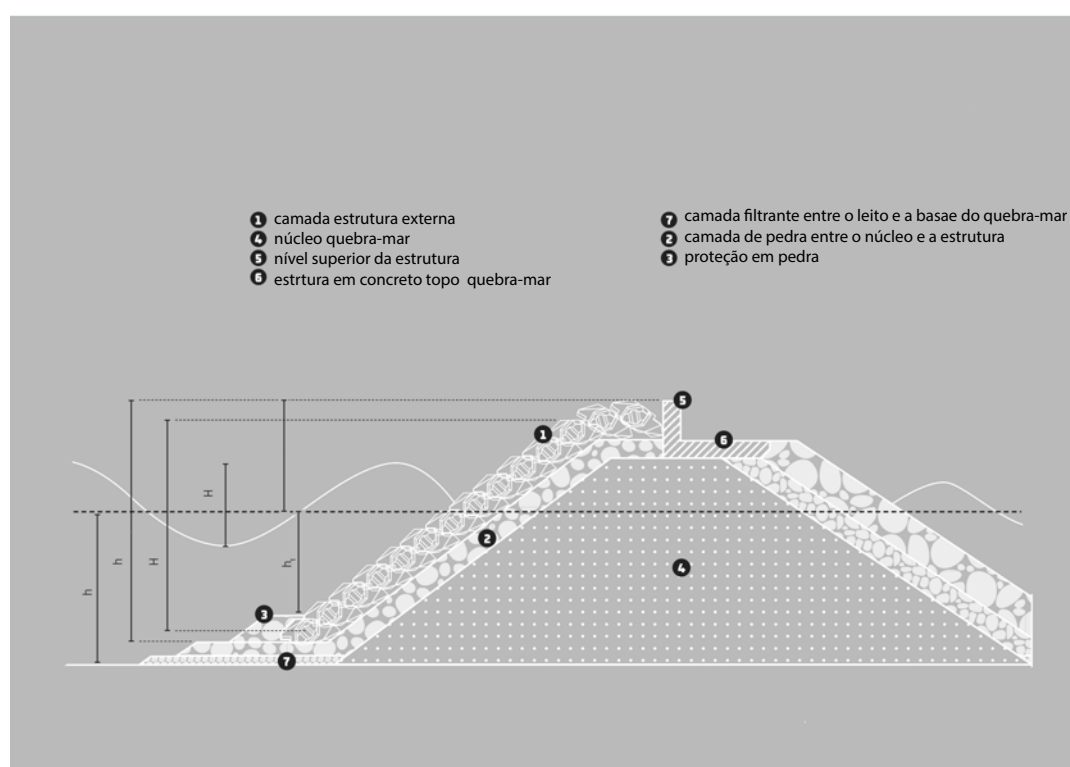 1 camada estrutura externa
4 núcleo quebra-mar
5 nível superior da estrutura
6 estrtura em concreto topo quebra-mar
7 camada filtrante entre o leito e a basae do quebra-mar
2 camada de pedra entre o núcleo e a estrutura
3 proteção em pedra
5
1
6
H
2
h
H
h₁
4
h
3
7